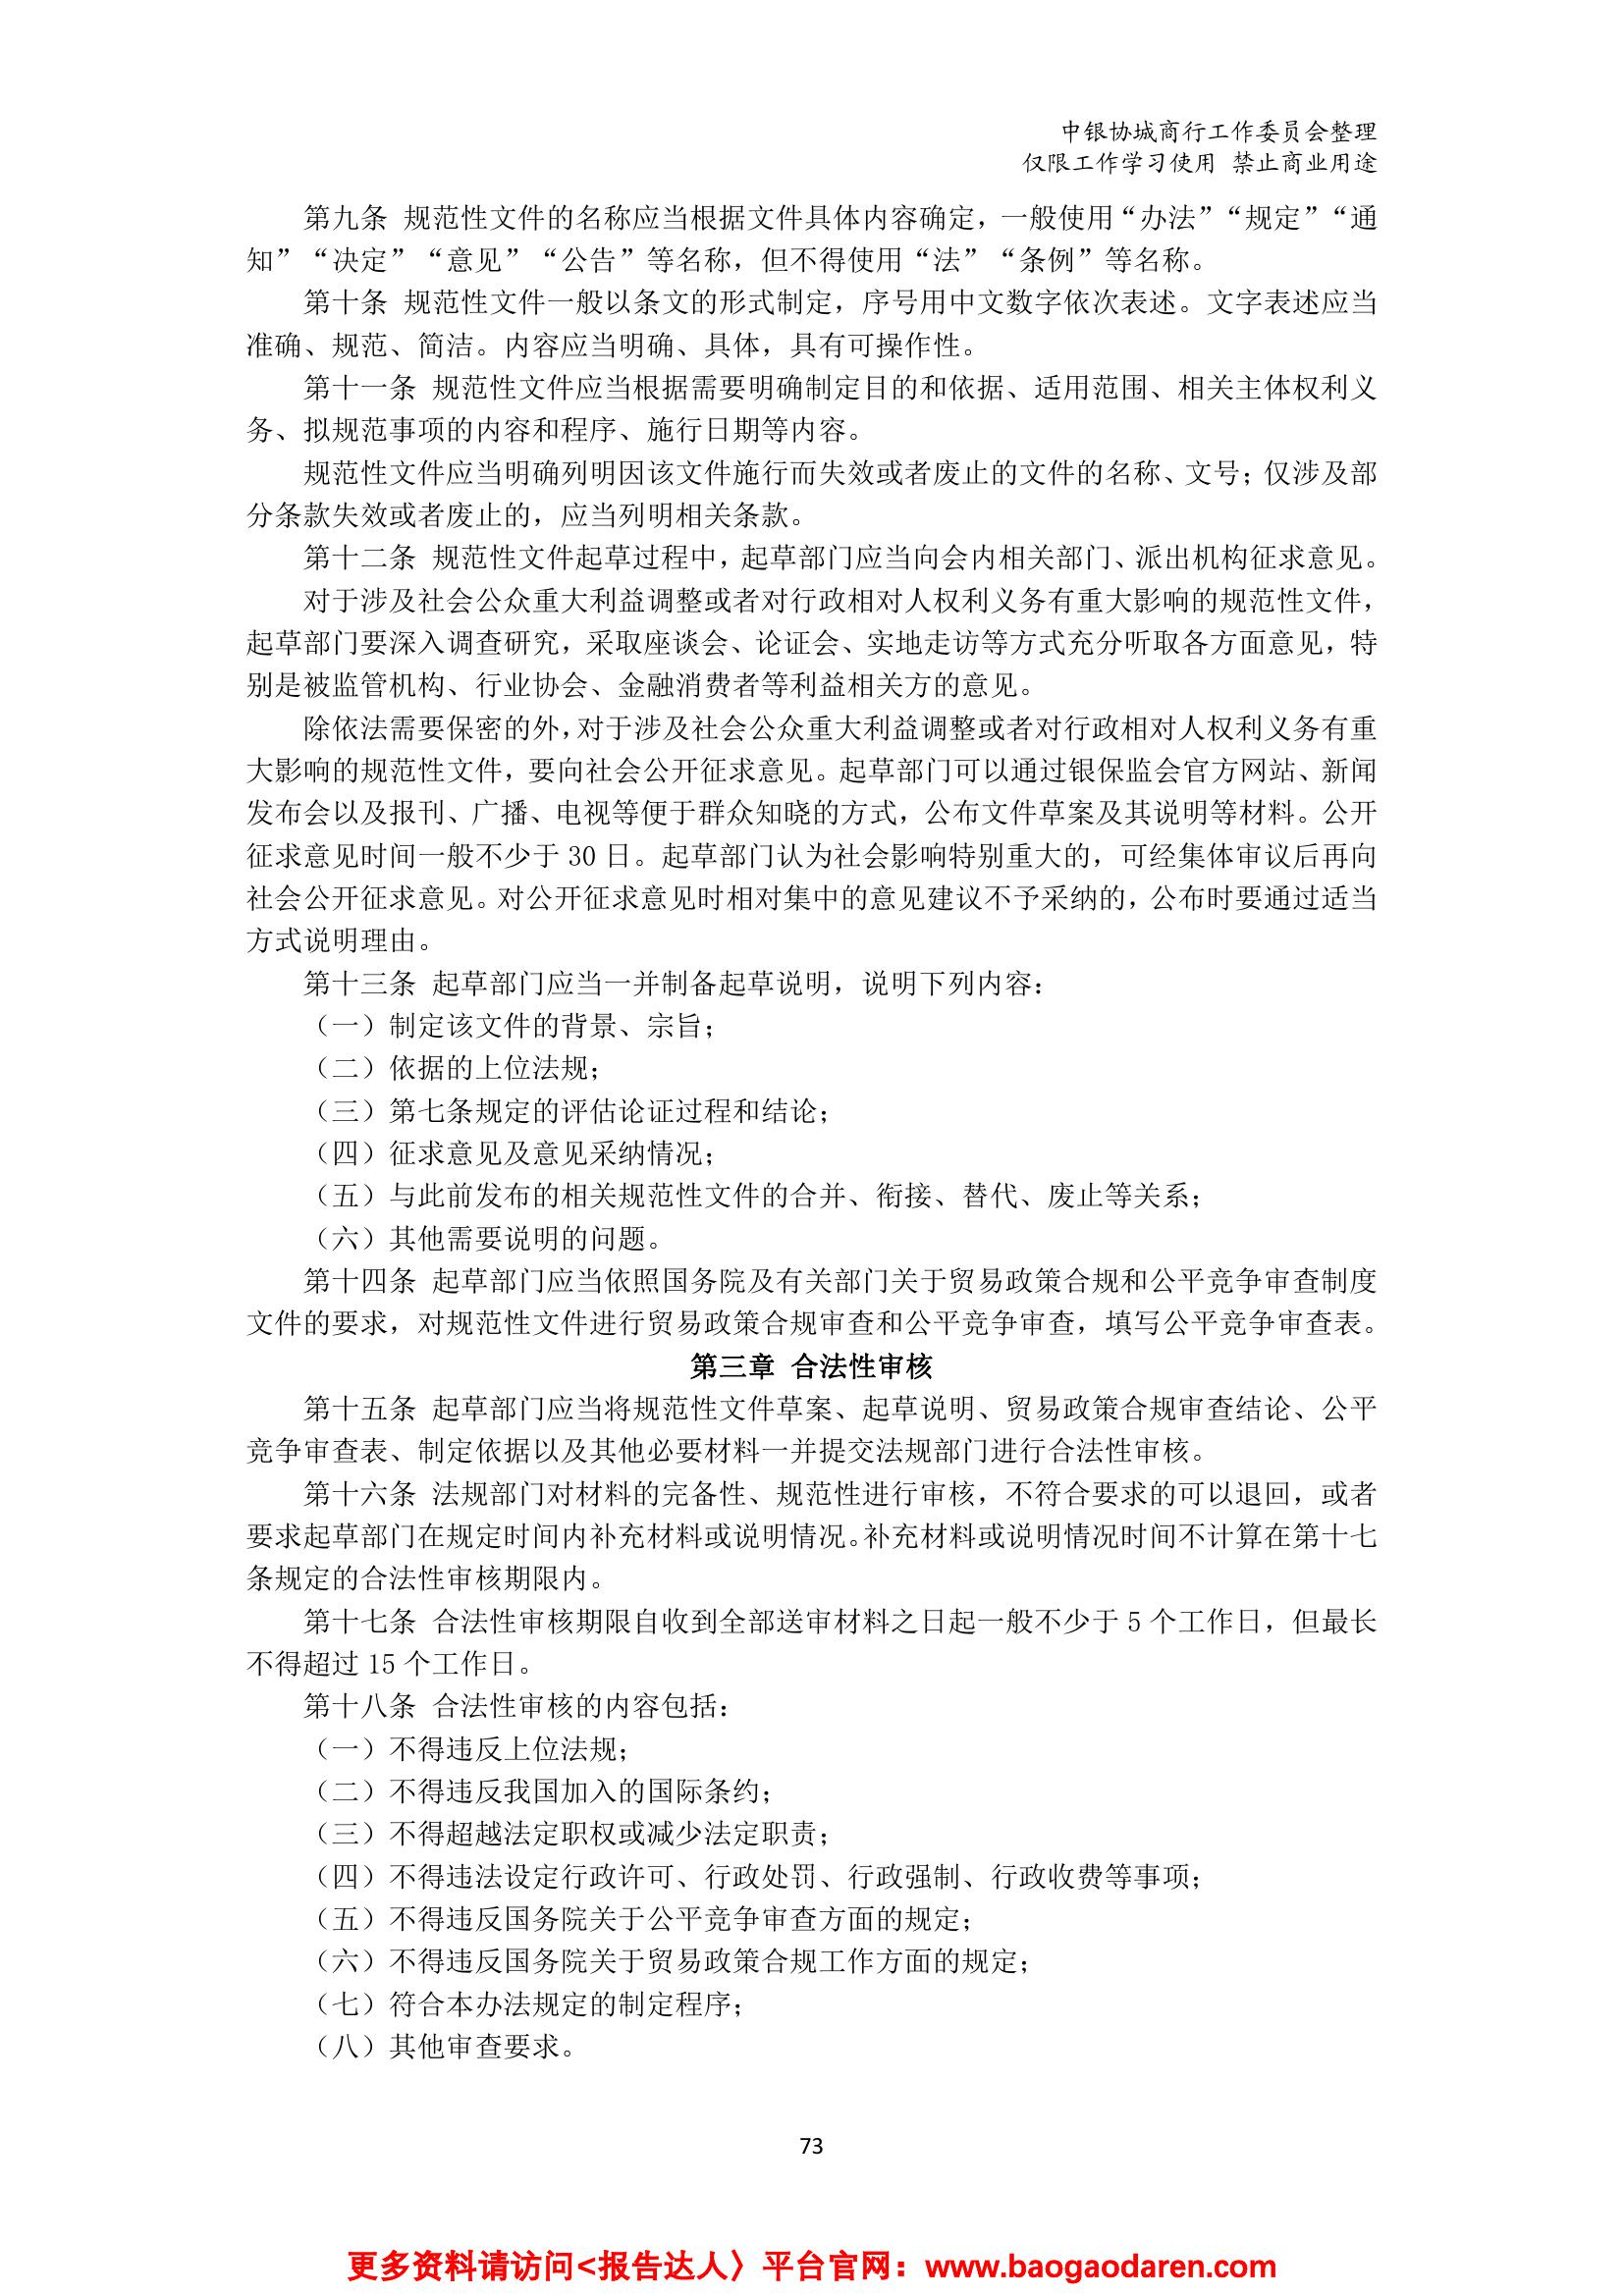 中银协城商行工作委员会整理
仅限工作学习使用 禁止商业用途
第九条 规范性文件的名称应当根据文件具体内容确定，一般使用“办法”“规定”“通
知”“决定”“意见”“公告”等名称，但不得使用“法”“条例”等名称。
第十条 规范性文件一般以条文的形式制定，序号用中文数字依次表述。文字表述应当
准确、规范、简洁。内容应当明确、具体，具有可操作性。
第十一条 规范性文件应当根据需要明确制定目的和依据、适用范围、相关主体权利义
务、拟规范事项的内容和程序、施行日期等内容。
规范性文件应当明确列明因该文件施行而失效或者废止的文件的名称、文号；仅涉及部
分条款失效或者废止的，应当列明相关条款。
第十二条 规范性文件起草过程中，起草部门应当向会内相关部门、派出机构征求意见。
对于涉及社会公众重大利益调整或者对行政相对人权利义务有重大影响的规范性文件，
起草部门要深入调查研究，采取座谈会、论证会、实地走访等方式充分听取各方面意见，特
别是被监管机构、行业协会、金融消费者等利益相关方的意见。
除依法需要保密的外，对于涉及社会公众重大利益调整或者对行政相对人权利义务有重
大影响的规范性文件，要向社会公开征求意见。起草部门可以通过银保监会官方网站、新闻
发布会以及报刊、广播、电视等便于群众知晓的方式，公布文件草案及其说明等材料。公开
征求意见时间一般不少于 30 日。起草部门认为社会影响特别重大的，可经集体审议后再向
社会公开征求意见。对公开征求意见时相对集中的意见建议不予采纳的，公布时要通过适当
方式说明理由。
第十三条 起草部门应当一并制备起草说明，说明下列内容：
（一）制定该文件的背景、宗旨；
（二）依据的上位法规；
（三）第七条规定的评估论证过程和结论；
（四）征求意见及意见采纳情况；
（五）与此前发布的相关规范性文件的合并、衔接、替代、废止等关系；
（六）其他需要说明的问题。
第十四条 起草部门应当依照国务院及有关部门关于贸易政策合规和公平竞争审查制度
文件的要求，对规范性文件进行贸易政策合规审查和公平竞争审查，填写公平竞争审查表。
第三章 合法性审核
第十五条 起草部门应当将规范性文件草案、起草说明、贸易政策合规审查结论、公平
竞争审查表、制定依据以及其他必要材料一并提交法规部门进行合法性审核。
第十六条 法规部门对材料的完备性、规范性进行审核，不符合要求的可以退回，或者
要求起草部门在规定时间内补充材料或说明情况。补充材料或说明情况时间不计算在第十七
条规定的合法性审核期限内。
第十七条 合法性审核期限自收到全部送审材料之日起一般不少于 5 个工作日，但最长
不得超过 15 个工作日。
第十八条 合法性审核的内容包括：
（一）不得违反上位法规；
（二）不得违反我国加入的国际条约；
（三）不得超越法定职权或减少法定职责；
（四）不得违法设定行政许可、行政处罚、行政强制、行政收费等事项；
（五）不得违反国务院关于公平竞争审查方面的规定；
（六）不得违反国务院关于贸易政策合规工作方面的规定；
（七）符合本办法规定的制定程序；
（八）其他审查要求。
73
更多资料请访问<报告达人〉平台官网：www.baogaodaren.com